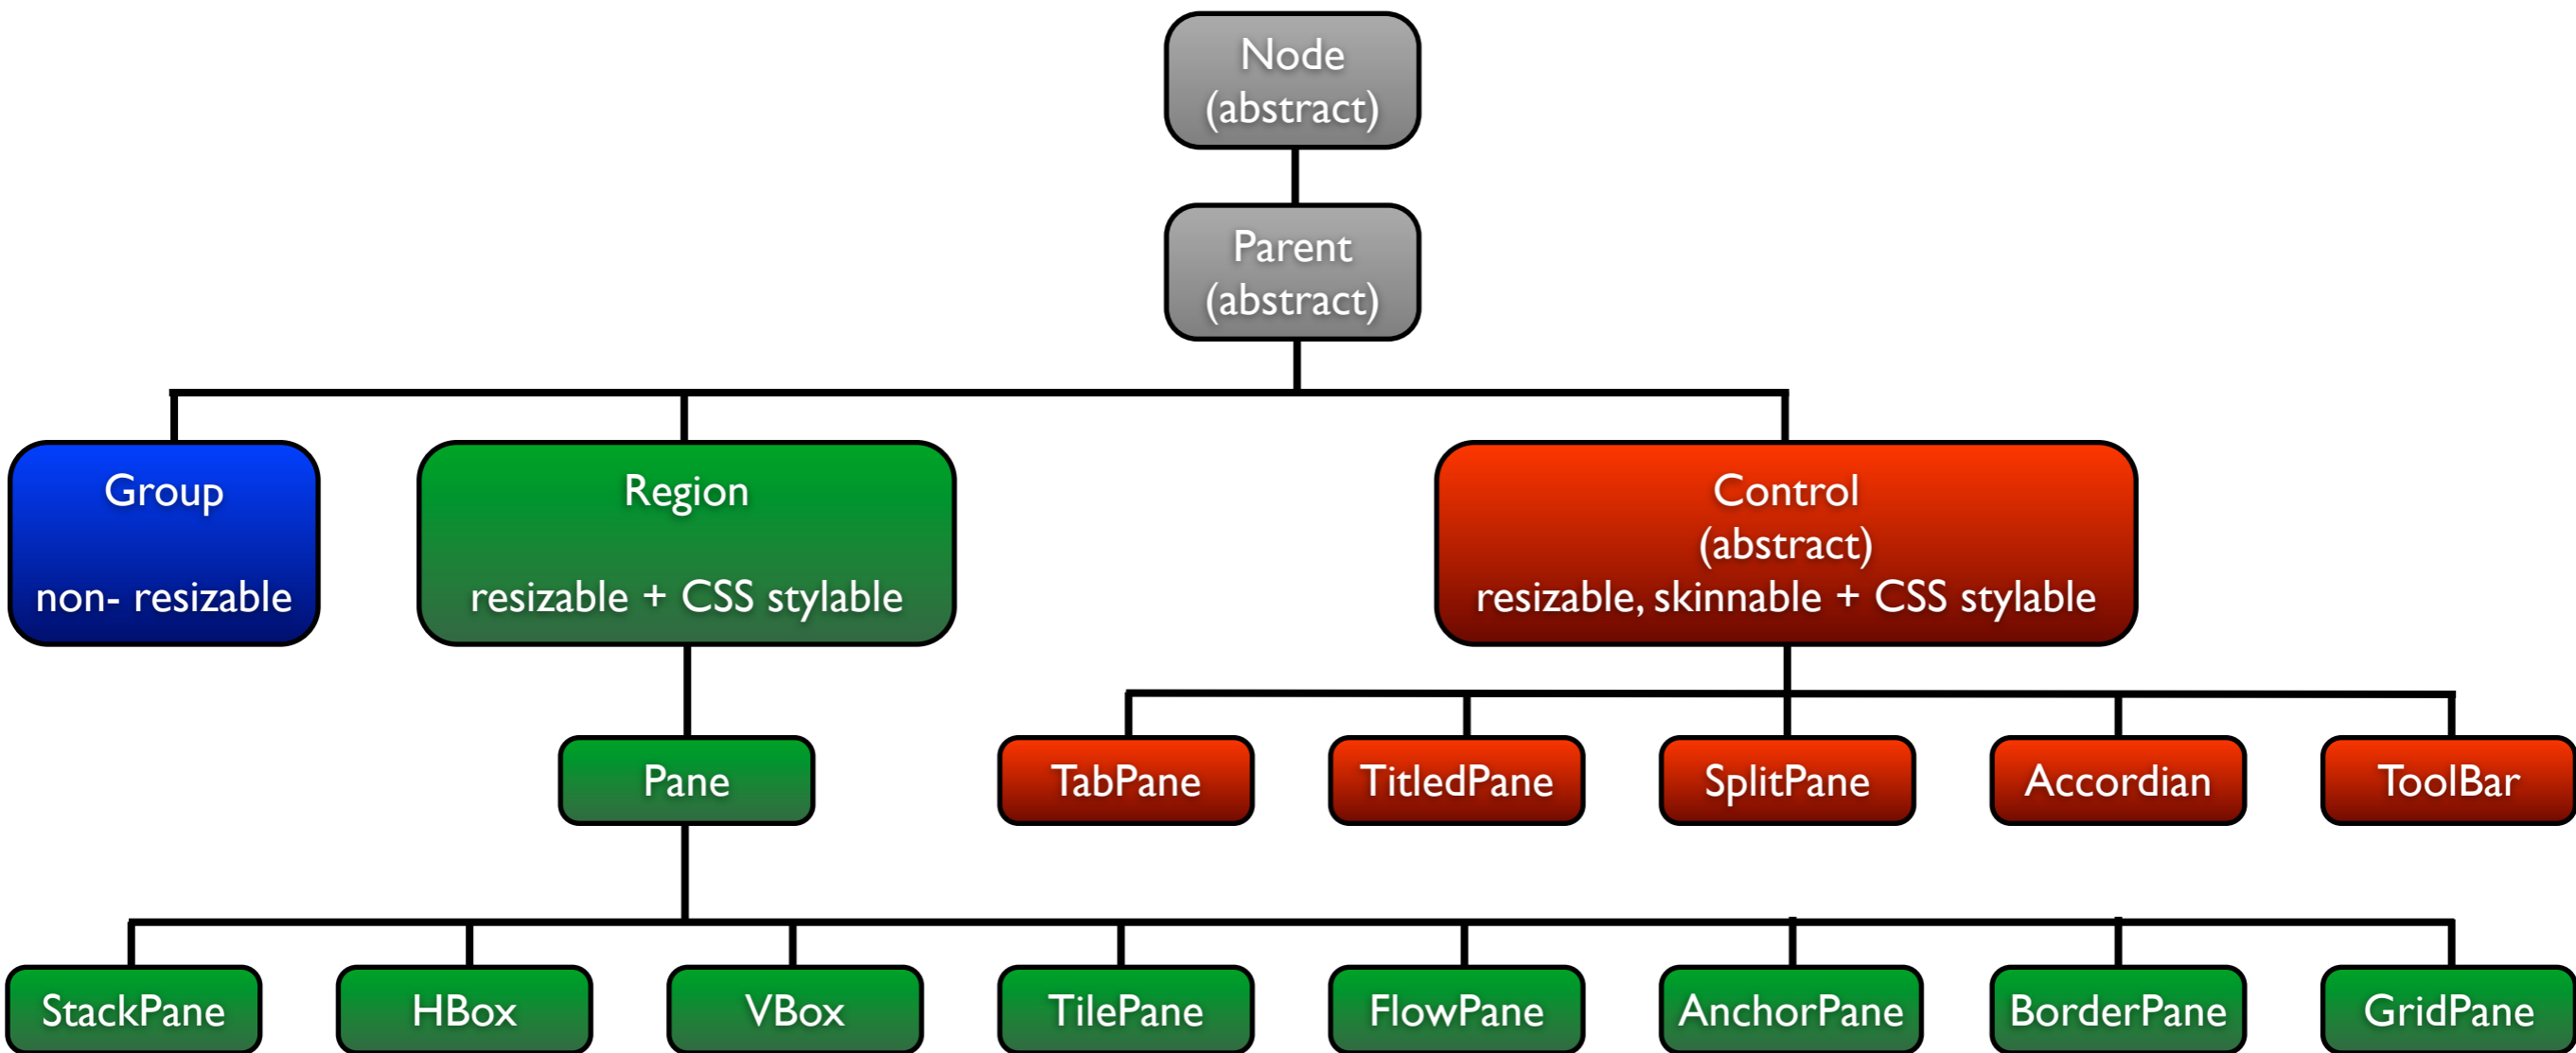 Node
(abstract)
Parent
(abstract)
Group
non- resizable
Region
resizable + CSS stylable
Control
(abstract)
resizable, skinnable + CSS stylable
Pane
TabPane
TitledPane
SplitPane
Accordian
ToolBar
StackPane
HBox
VBox
TilePane
FlowPane
AnchorPane
BorderPane
GridPane